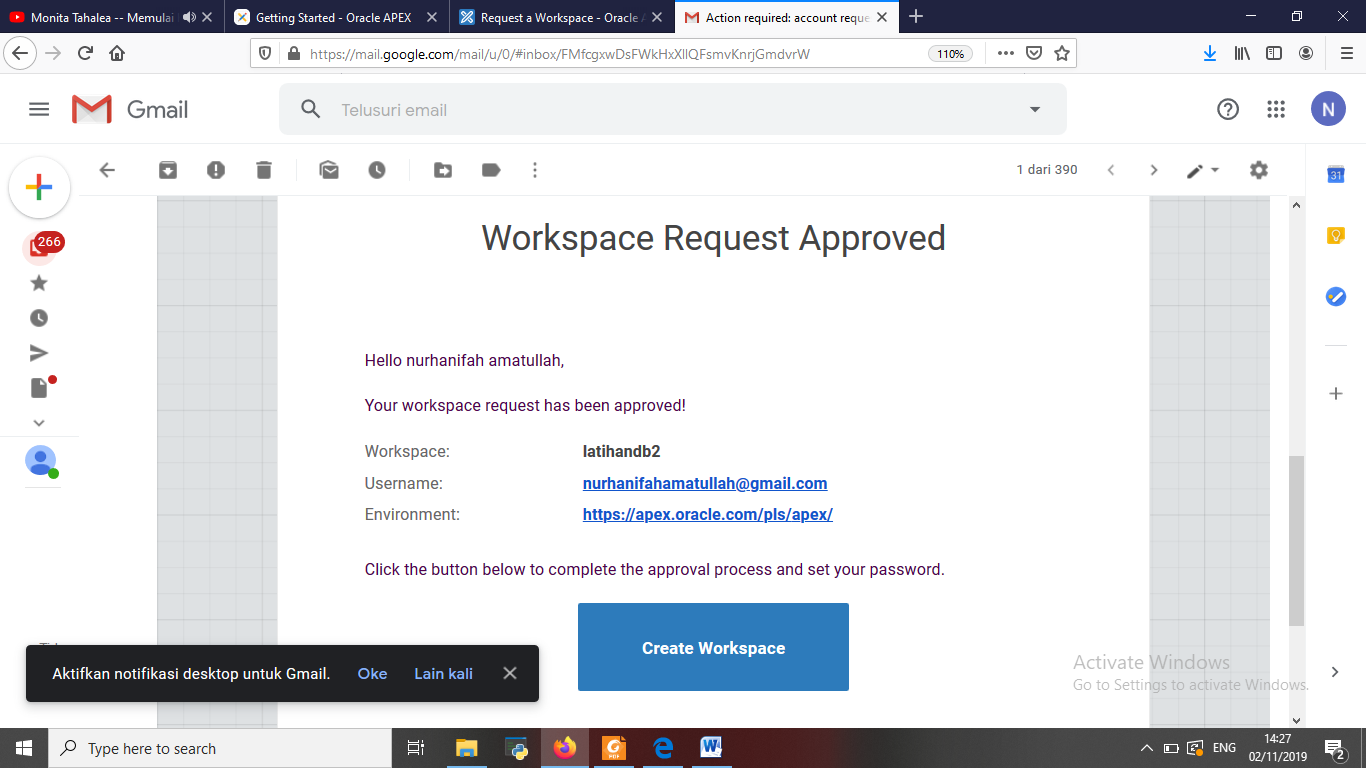 Monita Tahalea -- Memulai
Getting Started - Oracle APEX
Request a Workspace - Oracle A
Action required: account reque
https://mail.google.com/mail/u/0/#inbox/FMfcgxwDsFWkHxXllQFsmvKnrjGmdvrW
110%
Gmail
Telusuri email
N
1 dari 390
31
266
Workspace Request Approved
Hello nurhanifah amatullah,
Your workspace request has been approved!
Workspace: latihandb2
Username: nurhanifahamatullah@gmail.com
Environment: https://apex.oracle.com/pls/apex/
Click the button below to complete the approval process and set your password.
Create Workspace
Aktifkan notifikasi desktop untuk Gmail. Oke Lain kali
Activate Windows
Go to Settings to activate Windows.
Type here to search
PDF
ENG
14:27
02/11/2019
2